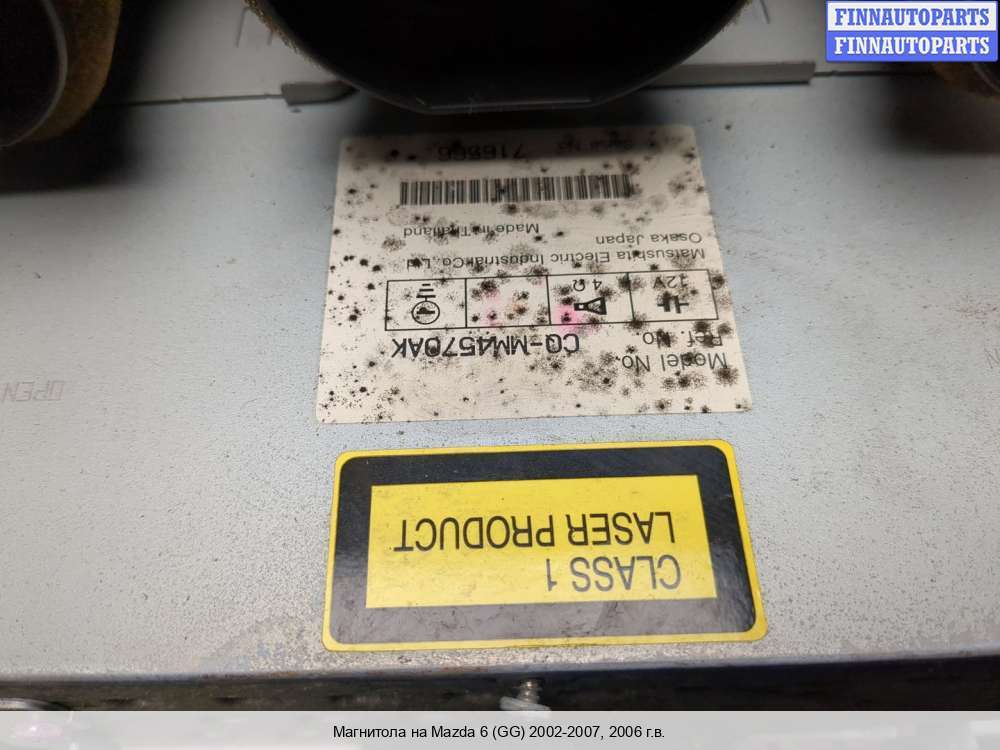 FINNAUTOPARTS
FINNAUTOPARTS
Model No.
Ref. No. CQ-MM4570AK
12V 4Ω
Matsushita Electric Industrial Co., Ltd.
Osaka Japan
Made in Thailand
Serial No.
CLASS 1
LASER PRODUCT
OPEN
Магнитола на Mazda 6 (GG) 2002-2007, 2006 г.в.